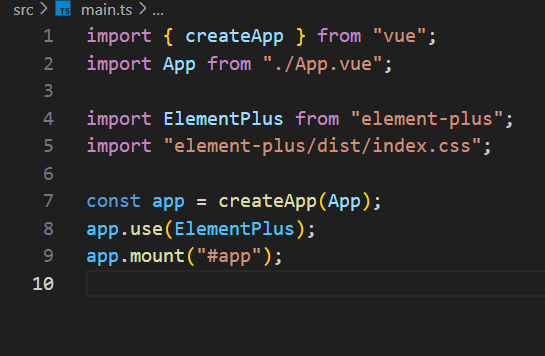 src > TS main.ts > ...
1 import { createApp } from "vue";
2 import App from "./App.vue";
3
4 import ElementPlus from "element-plus";
5 import "element-plus/dist/index.css";
6
7 const app = createApp(App);
8 app.use(ElementPlus);
9 app.mount("#app");
10